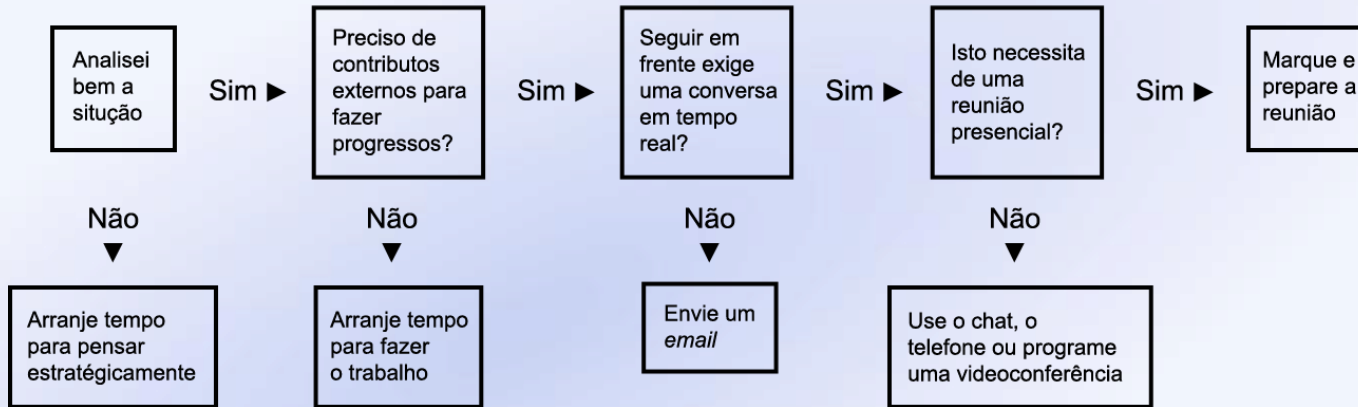 Analisei
bem a
situção
Sim ►
Preciso de
contributos
externos para
fazer
progressos?
Sim ►
Seguir em
frente exige
uma conversa
em tempo
real?
Sim ►
Isto necessita
de uma
reunião
presencial?
Sim ►
Marque e
prepare a
reunião
Não
▼
Não
▼
Não
▼
Não
▼
Arranje tempo
para pensar
estratégicamente
Arranje tempo
para fazer
o trabalho
Envie um
email
Use o chat, o
telefone ou programe
uma videoconferência